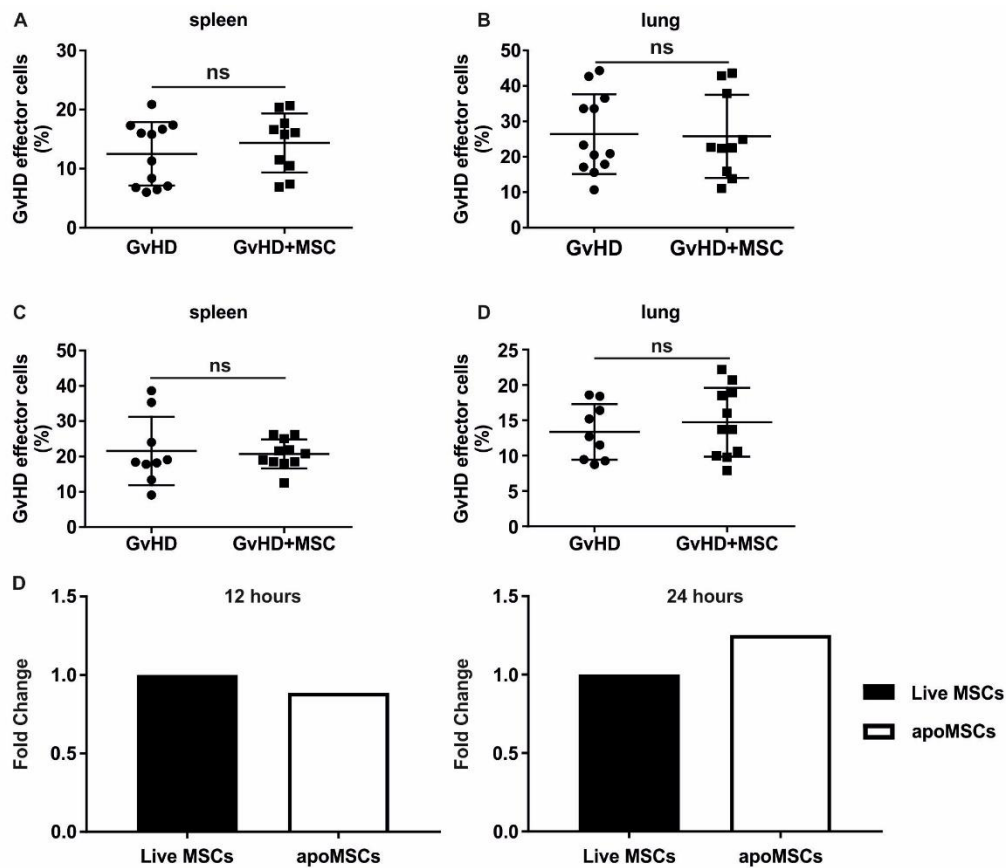 A
spleen
GvHD effector cells
(%)
30
20
10
0
ns
GvHD
GvHD+MSC
B
lung
GvHD effector cells
(%)
50
40
30
20
10
0
ns
GvHD
GvHD+MSC
C
spleen
GvHD effector cells
(%)
50
40
30
20
10
0
ns
GvHD
GvHD+MSC
D
lung
GvHD effector cells
(%)
25
20
15
10
5
0
ns
GvHD
GvHD+MSC
D
12 hours
Fold Change
1.5
1.0
0.5
0.0
Live MSCs
apoMSCs
24 hours
Fold Change
1.5
1.0
0.5
0.0
Live MSCs
apoMSCs
Live MSCs
apoMSCs